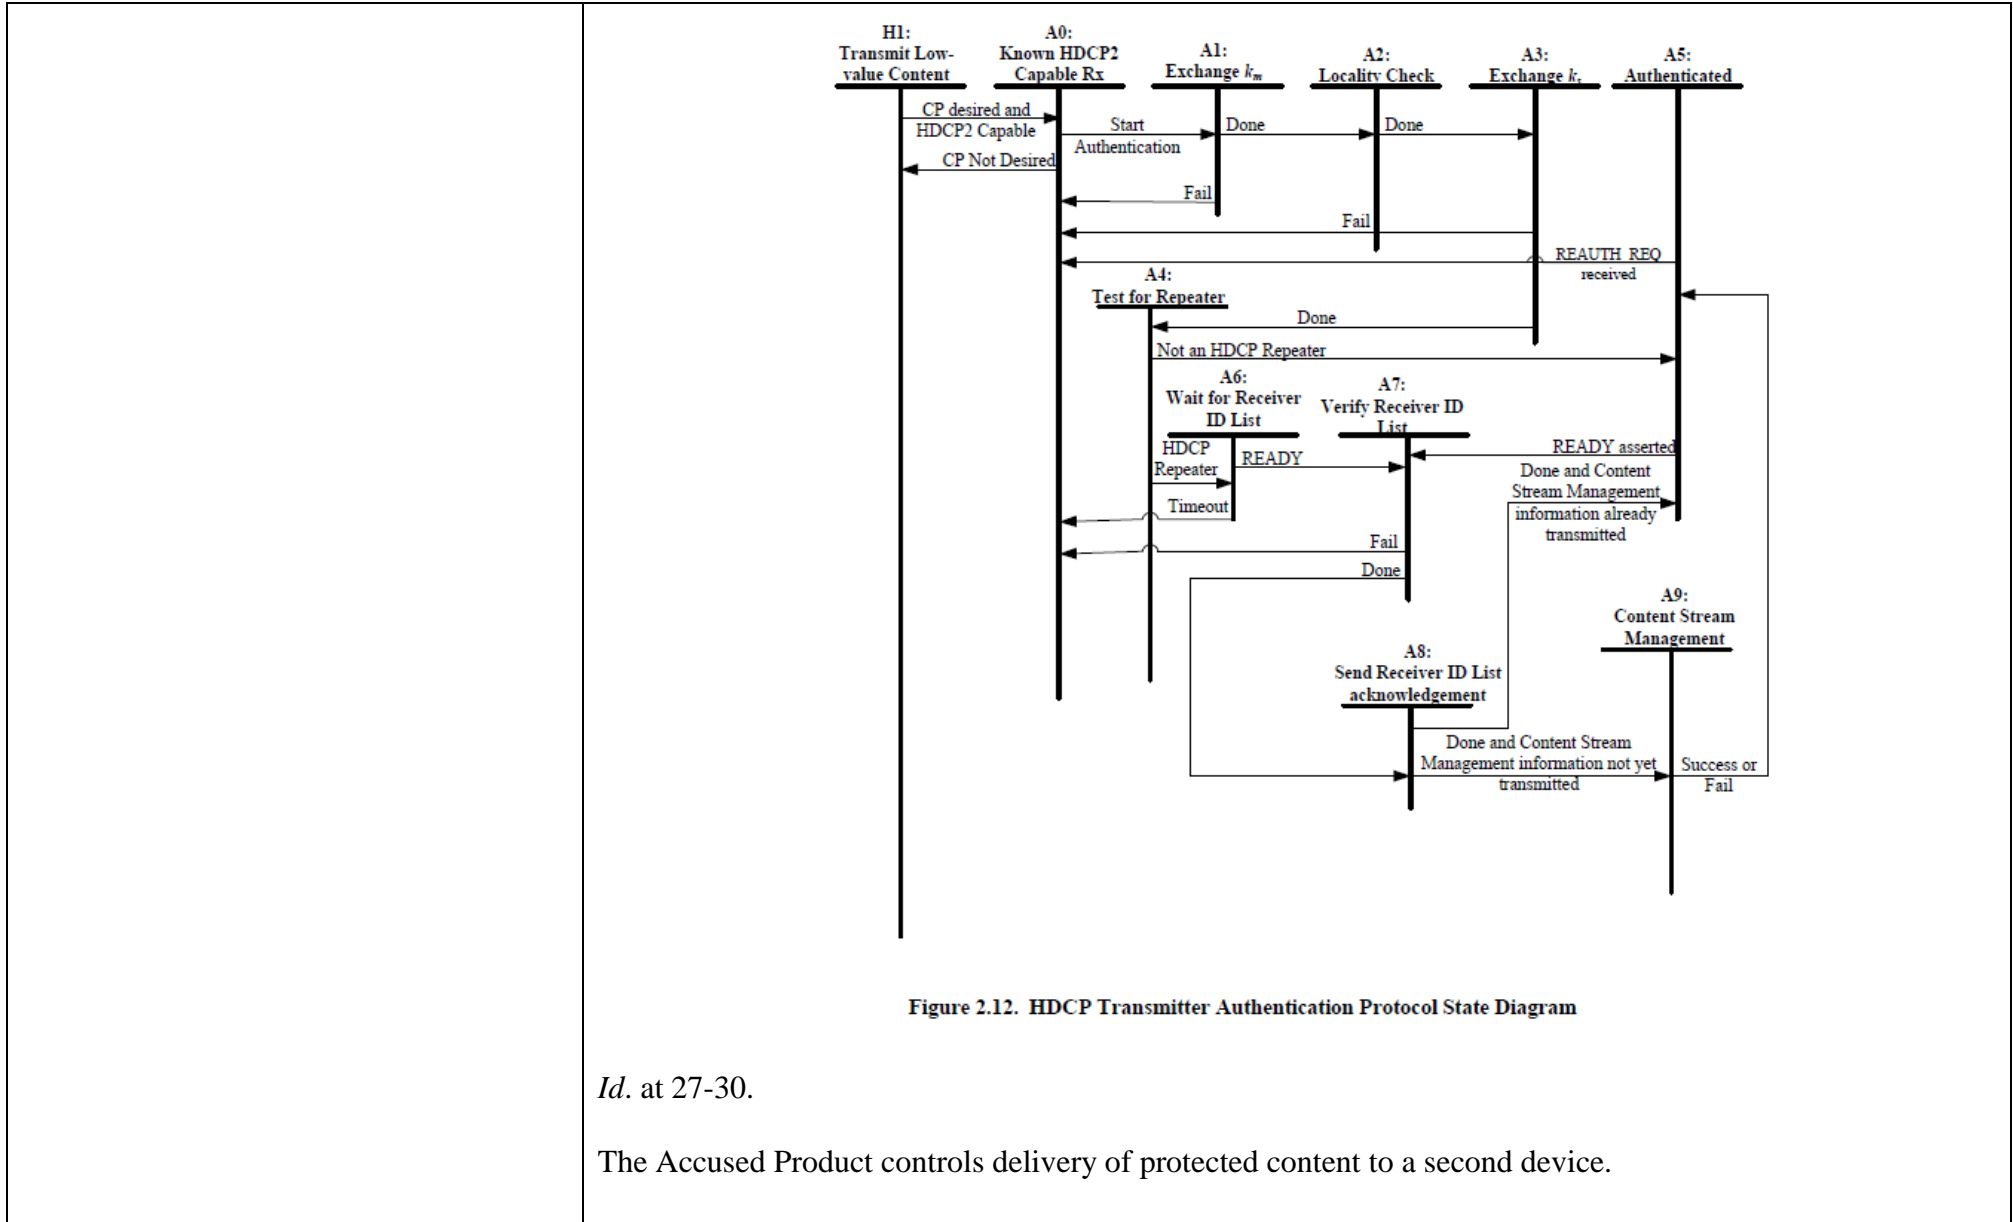 H1:
Transmit Low-
value Content
A0:
Known HDCP2
Capable Rx
A1:
Exchange km
A2:
Locality Check
A3:
Exchange ks
A5:
Authenticated
CP desired and
HDCP2 Capable
Start
Authentication
Done
Done
CP Not Desired
Fail
Fail
REAUTH_REQ
received
A4:
Test for Repeater
Done
Not an HDCP Repeater
A6:
Wait for Receiver
ID List
A7:
Verify Receiver ID
List
HDCP
Repeater
READY
READY asserted
Done and Content
Stream Management
information already
transmitted
Timeout
Fail
Done
A9:
Content Stream
Management
A8:
Send Receiver ID List
acknowledgement
Done and Content Stream
Management information not yet
transmitted
Success or
Fail
Figure 2.12. HDCP Transmitter Authentication Protocol State Diagram
Id. at 27-30.
The Accused Product controls delivery of protected content to a second device.